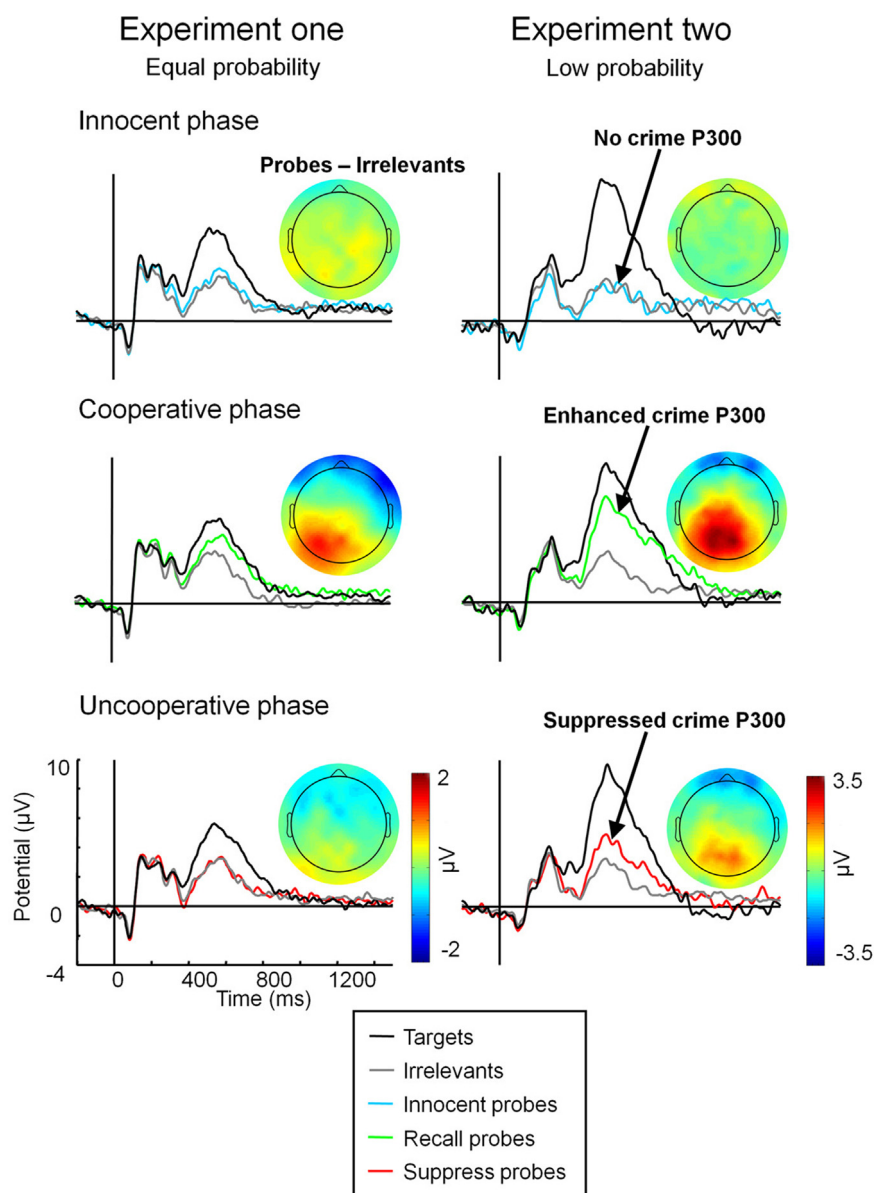 Experiment one
Equal probability
Experiment two
Low probability
Innocent phase
Probes – Irrelevants
No crime P300
Cooperative phase
Enhanced crime P300
Uncooperative phase
Suppressed crime P300
10
0
-4
Potential (µV)
0 400 800 1200
Time (ms)
2
µV
-2
3.5
µV
-3.5
Targets
Irrelevants
Innocent probes
Recall probes
Suppress probes